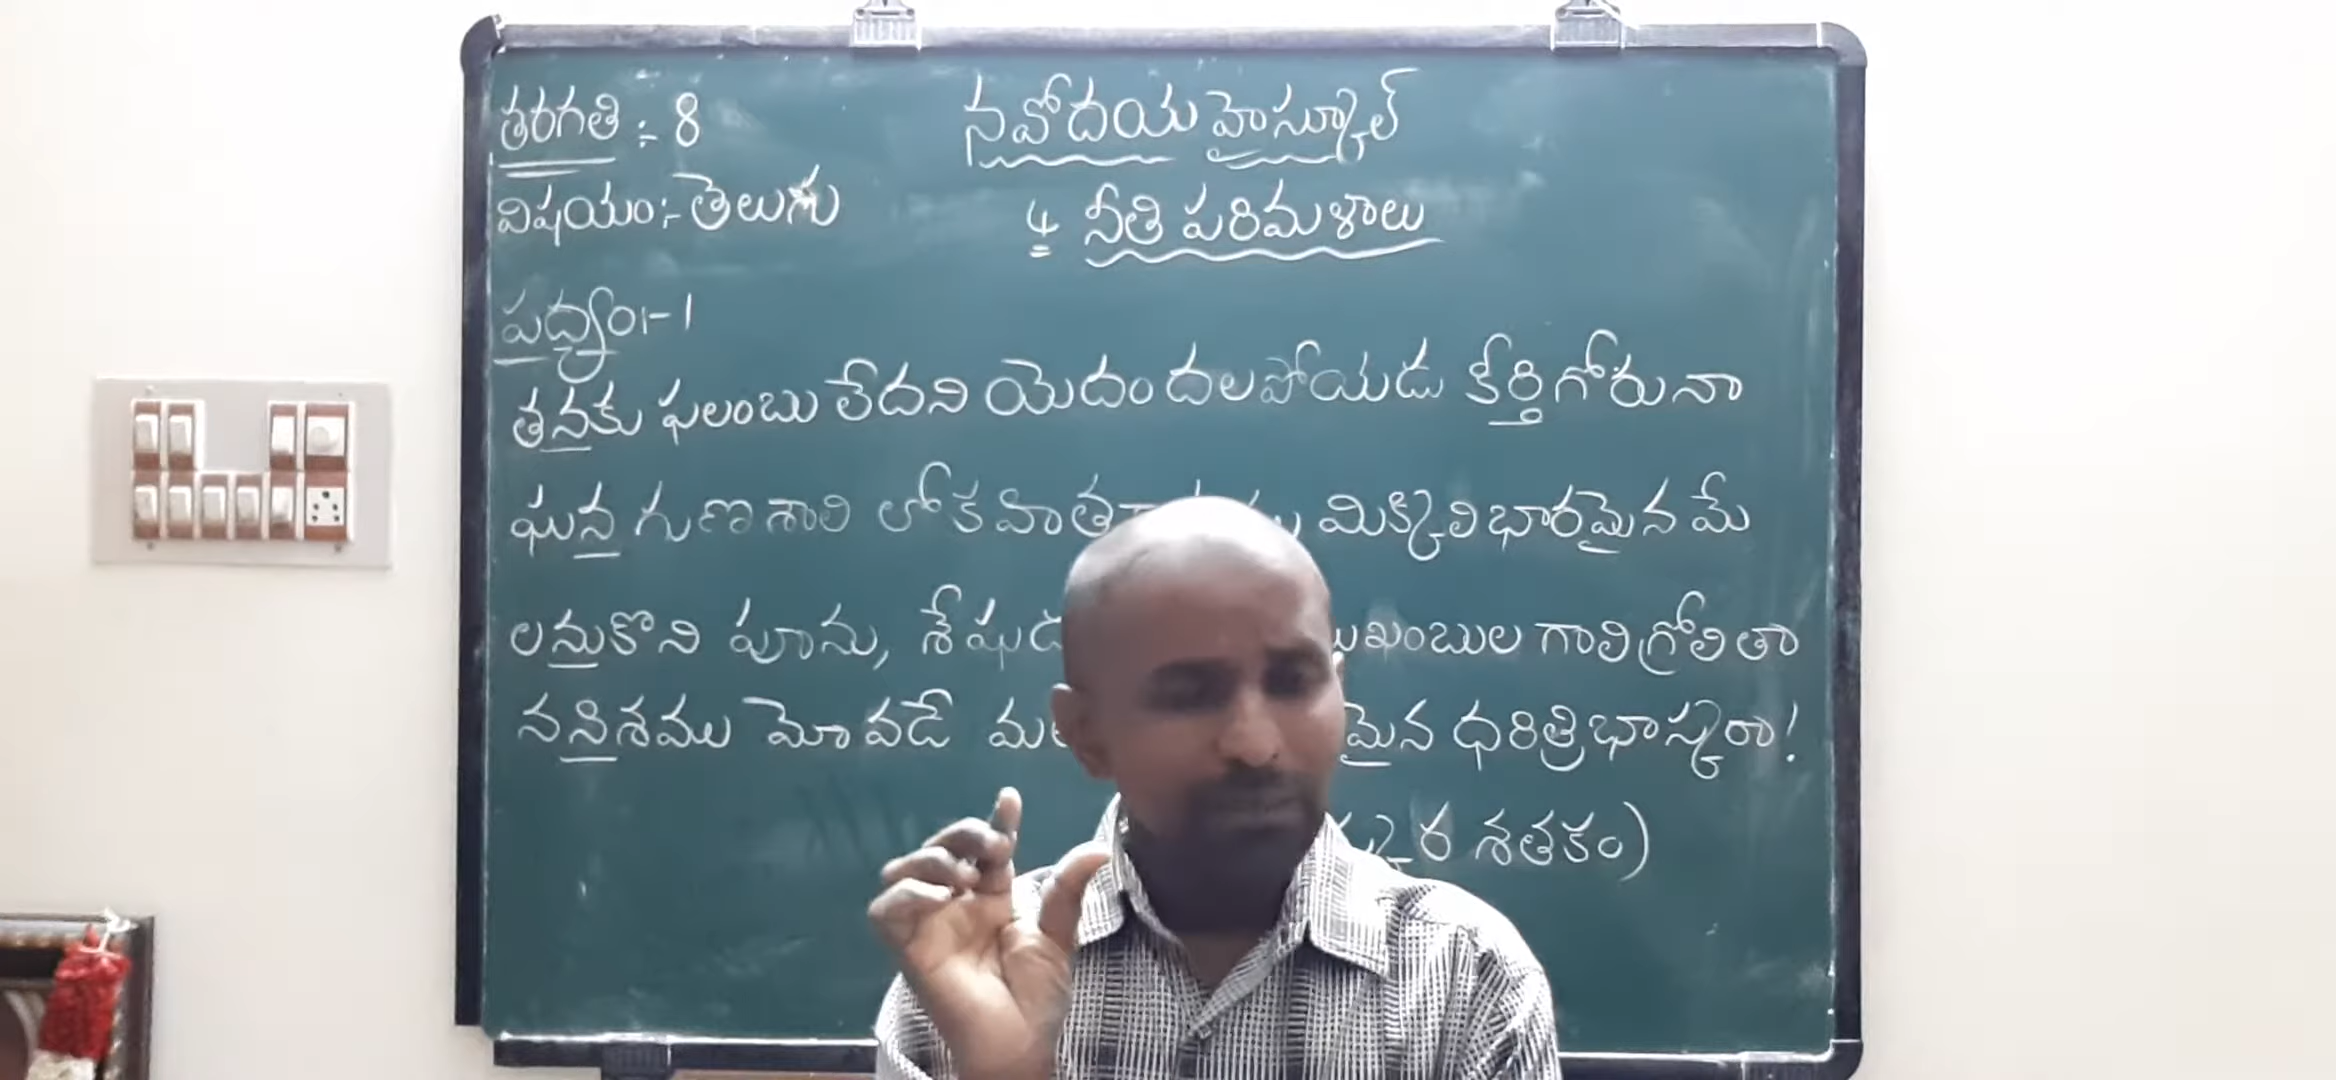 తరగతి :- 8
నవోదయ హైస్కూల్
విషయం:- తెలుగు
4 నీతి పరిమళాలు
పద్యం:- 1
తనకు ఫలంబు లేదని యెదం దలపోయడు కీర్తిగోరు నా
ఘన గుణశాలి లోకహిత మిక్కిలి భారమైన మే
లనుకొని పూను, గాలి గ్రోలి తా
ననిశము మోవడే ధరిత్రి భాస్కరా!
శతకం)